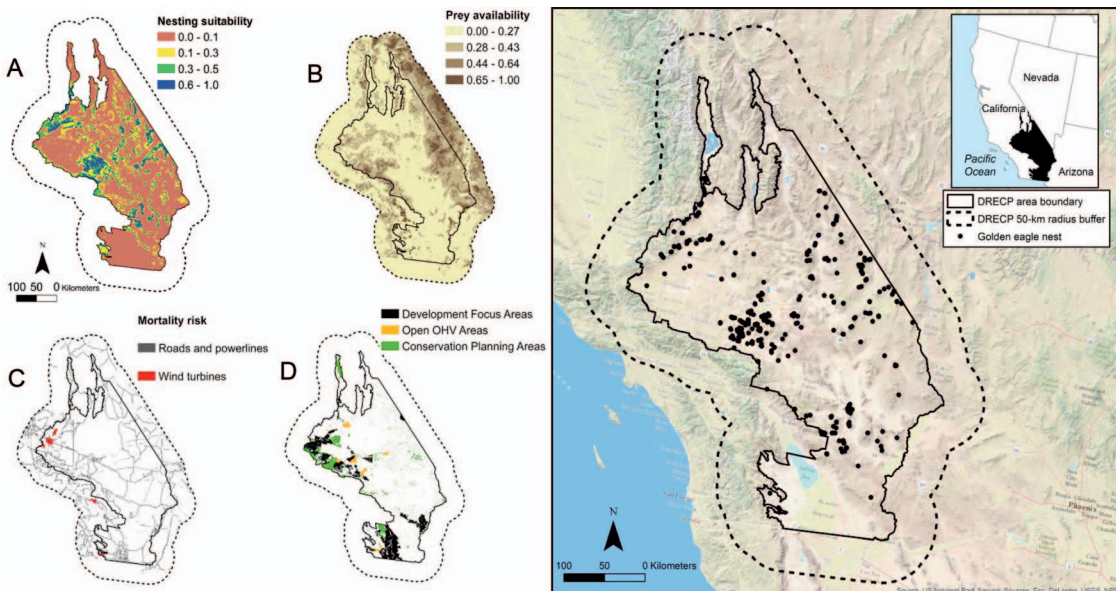 Nesting suitability
0.0 - 0.1
0.1 - 0.3
0.3 - 0.5
0.6 - 1.0
A
Prey availability
0.00 - 0.27
0.28 - 0.43
0.44 - 0.64
0.65 - 1.00
B
N
100 50 0 Kilometers
Mortality risk
Roads and powerlines
Wind turbines
C
Development Focus Areas
Open OHV Areas
Conservation Planning Areas
D
Nevada
California
Pacific
Ocean
Arizona
DRECP area boundary
DRECP 50-km radius buffer
Golden eagle nest
Phoenix
N
100 50 0 Kilometers